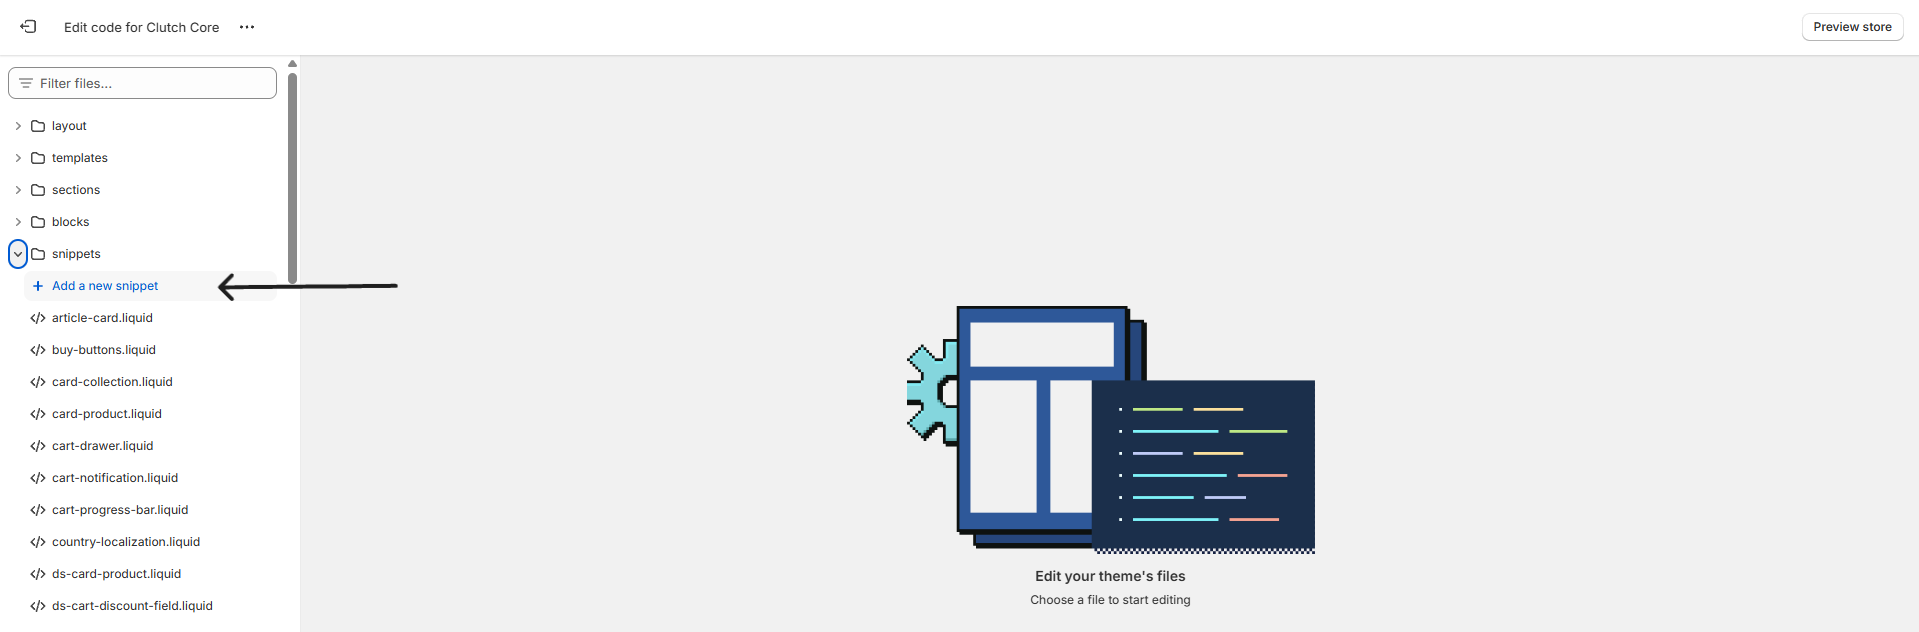 Edit code for Clutch Core
Preview store
Filter files...
layout
templates
sections
blocks
snippets
Add a new snippet
article-card.liquid
buy-buttons.liquid
card-collection.liquid
card-product.liquid
cart-drawer.liquid
cart-notification.liquid
cart-progress-bar.liquid
country-localization.liquid
ds-card-product.liquid
ds-cart-discount-field.liquid
Edit your theme's files
Choose a file to start editing